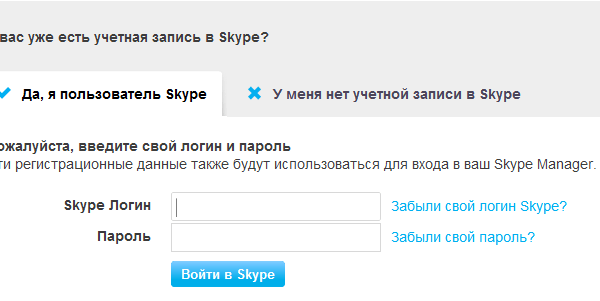 вас уже есть учетная запись в Skype?
Да, я пользователь Skype
У меня нет учетной записи в Skype
ожалуйста, введите свой логин и пароль
ти регистрационные данные также будут использоваться для входа в ваш Skype Manager.
Skype Логин
Забыли свой логин Skype?
Пароль
Забыли свой пароль?
Войти в Skype